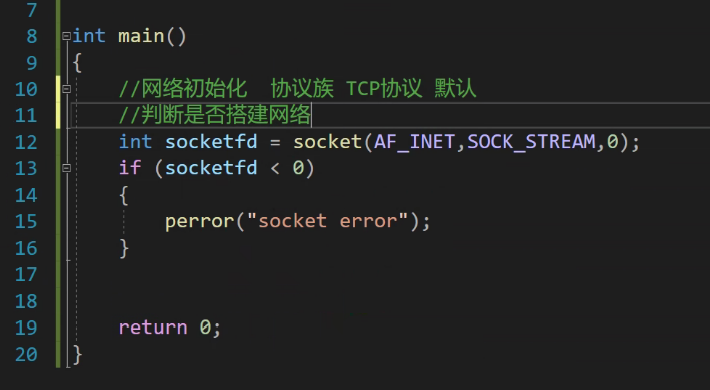 7
8 int main()
9 {
10 //网络初始化 协议族 TCP协议 默认
11 //判断是否搭建网络
12 int socketfd = socket(AF_INET,SOCK_STREAM,0);
13 if (socketfd < 0)
14 {
15 perror("socket error");
16 }
17
18
19 return 0;
20 }